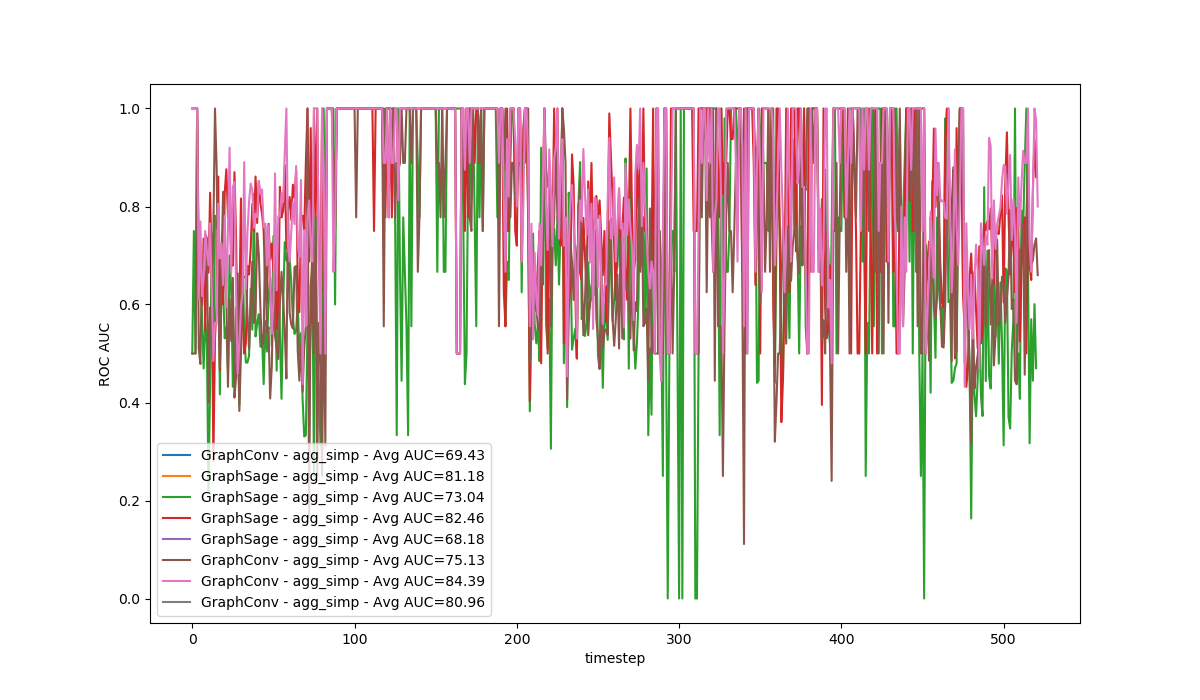 1.0
0.8
0.6
0.4
0.2
0.0
ROC AUC
GraphConv - agg_simp - Avg AUC=69.43
GraphSage - agg_simp - Avg AUC=81.18
GraphSage - agg_simp - Avg AUC=73.04
GraphSage - agg_simp - Avg AUC=82.46
GraphSage - agg_simp - Avg AUC=68.18
GraphConv - agg_simp - Avg AUC=75.13
GraphConv - agg_simp - Avg AUC=84.39
GraphConv - agg_simp - Avg AUC=80.96
0 100 200 300 400 500
timestep